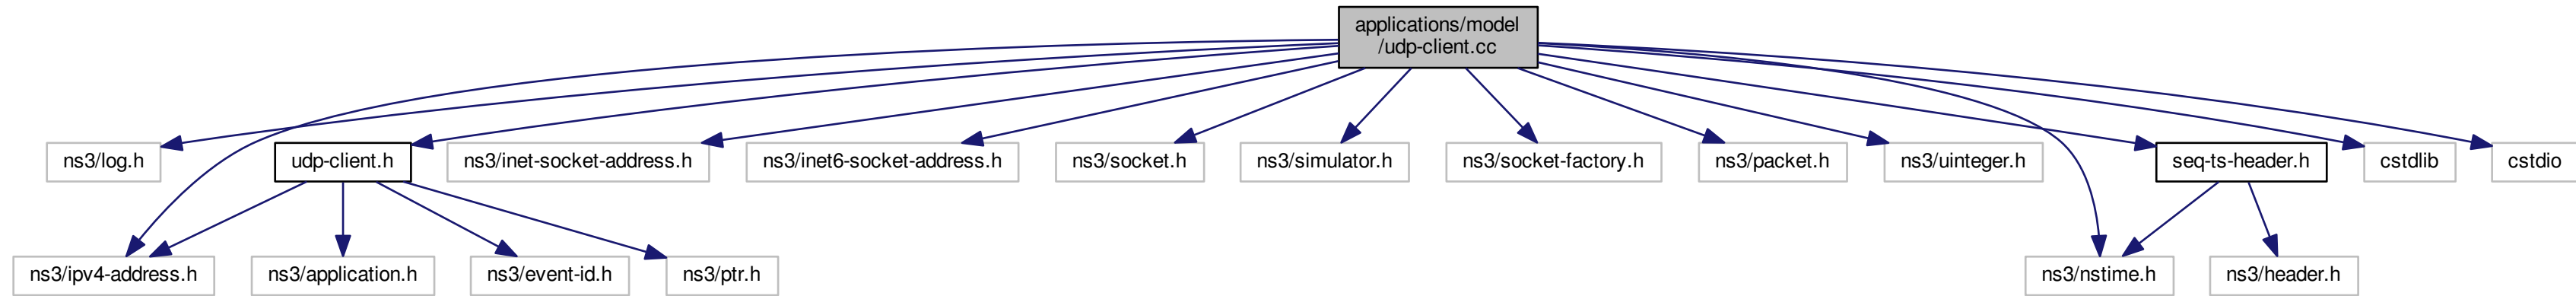 applications/model
/udp-client.cc
ns3/log.h
udp-client.h
ns3/inet-socket-address.h
ns3/inet6-socket-address.h
ns3/socket.h
ns3/simulator.h
ns3/socket-factory.h
ns3/packet.h
ns3/uinteger.h
seq-ts-header.h
cstdlib
cstdio
ns3/ipv4-address.h
ns3/application.h
ns3/event-id.h
ns3/ptr.h
ns3/nstime.h
ns3/header.h